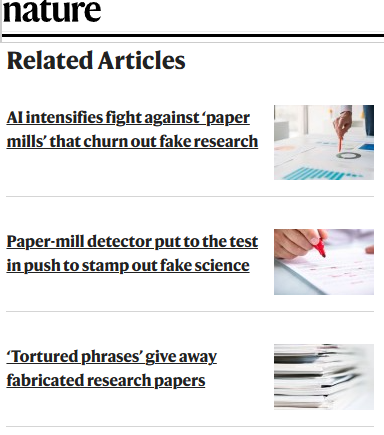 nature
Related Articles
AI intensifies fight against ‘paper
mills’ that churn out fake research
Paper-mill detector put to the test
in push to stamp out fake science
‘Tortured phrases’ give away
fabricated research papers